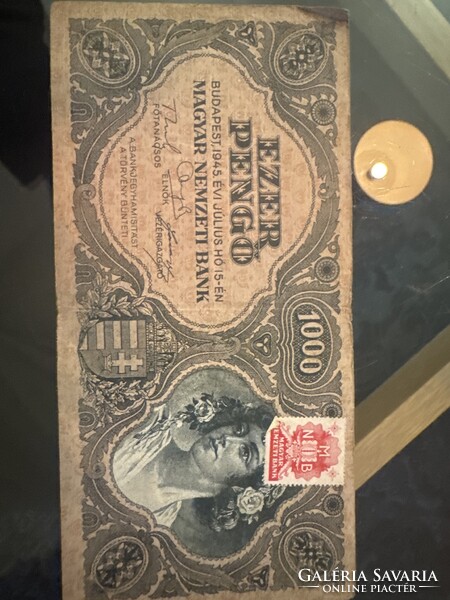 EZER
PENGŐ
BUDAPEST, 1945. ÉVI JÚLIUS HÓ 15-ÉN
MAGYAR NEMZETI BANK
FŐTANÁCSOS
ELNÖK
VEZÉRIGAZGATÓ
A BANKJEGYHAMISÍTÁST
A TÖRVÉNY BÜNTETI
1000
M
N B
MAGYAR
NEMZETI BANK
GALÉRIA SAVARIA
ONLINE PIACTÉR